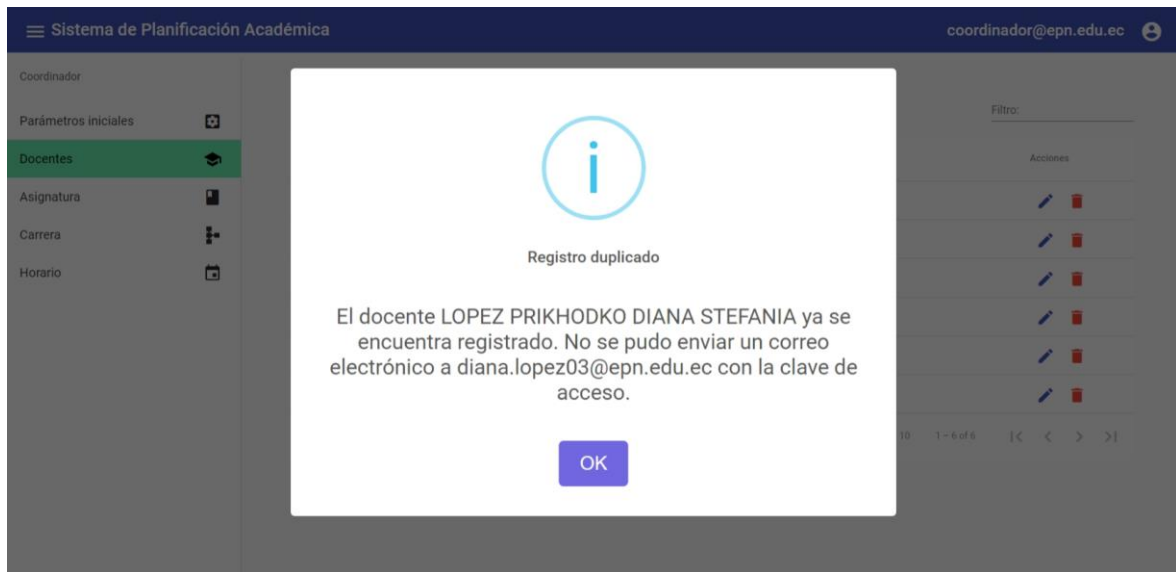 Sistema de Planificación Académica
coordinador@epn.edu.ec
Coordinador
Parámetros iniciales
Docentes
Asignatura
Carrera
Horario
Filtro:
Acciones
i
Registro duplicado
El docente LOPEZ PRIKHODKO DIANA STEFANIA ya se
encuentra registrado. No se pudo enviar un correo
electrónico a diana.lopez03@epn.edu.ec con la clave de
acceso.
OK
10 1 – 6 of 6